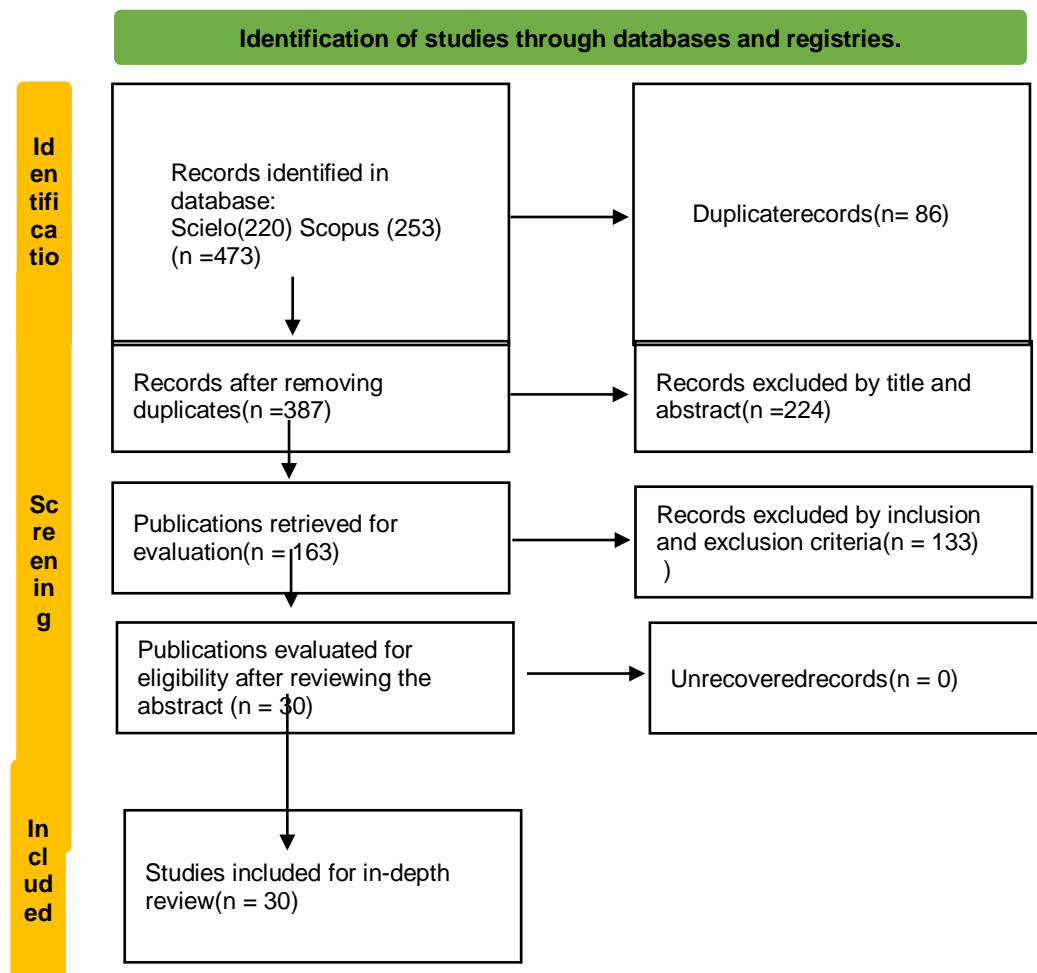 Identification of studies through databases and registries.
Id
en
tifi
ca
tio
Records identified in
database:
Scielo(220) Scopus (253)
(n =473)
Duplicaterecords(n= 86)
Sc
re
en
in
g
Records after removing
duplicates(n =387)
Records excluded by title and
abstract(n =224)
Publications retrieved for
evaluation(n = 163)
Records excluded by inclusion
and exclusion criteria(n = 133)
)
Publications evaluated for
eligibility after reviewing the
abstract (n = 30)
Unrecoveredrecords(n = 0)
In
cl
ud
ed
Studies included for in-depth
review(n = 30)